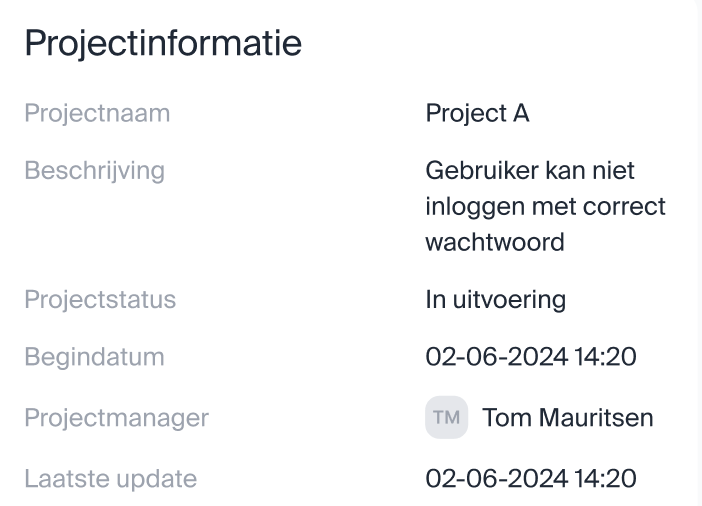 Projectinformatie
Projectnaam Project A
Beschrijving Gebruiker kan niet
inloggen met correct
wachtwoord
Projectstatus In uitvoering
Begindatum 02-06-2024 14:20
Projectmanager TM Tom Mauritsen
Laatste update 02-06-2024 14:20